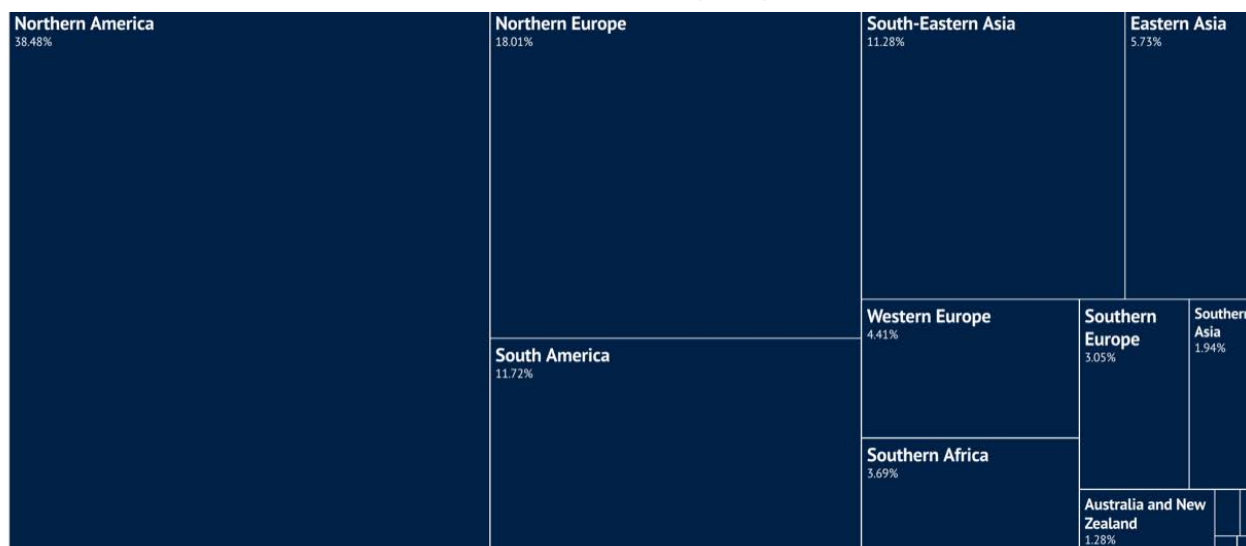 Northern America
38.48%
Northern Europe
18.01%
South America
11.72%
South-Eastern Asia
11.28%
Eastern Asia
5.73%
Western Europe
4.41%
Southern Africa
3.69%
Southern
Europe
3.05%
Southern
Asia
1.94%
Australia and New
Zealand
1.28%